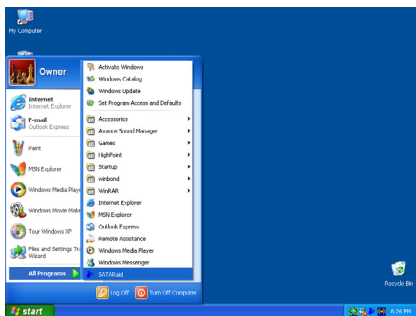 My Computer
Owner
Internet
Internet Explorer
E-mail
Outlook Express
Paint
MSN Explorer
Windows Media Play
Windows Movie Make
Tour Windows XP
Files and Settings Tr
Wizard
All Programs
Activate Windows
Windows Catalog
Windows Update
Set Program Access and Defaults
Accessories
Avance Sound Manager
Games
HighPoint
Startup
winbond
WinRAR
Internet Explorer
MSN Explorer
Outlook Express
Remote Assistance
Windows Media Player
Windows Messenger
SATARaid
Log Off
Turn Off Computer
Recycle Bin
start
8:26 PM